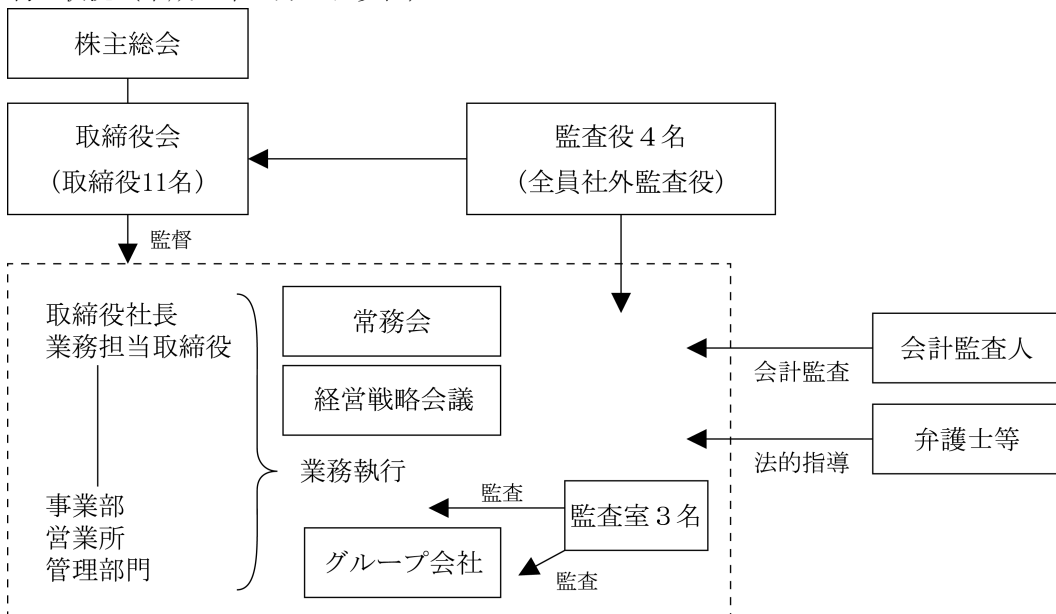 株主総会
取締役会
（取締役11名）
監査役４名
（全員社外監査役）
監督
取締役社長
業務担当取締役
常務会
経営戦略会議
会計監査人
会計監査
弁護士等
法的指導
業務執行
監査
監査室３名
事業部
営業所
管理部門
グループ会社
監査